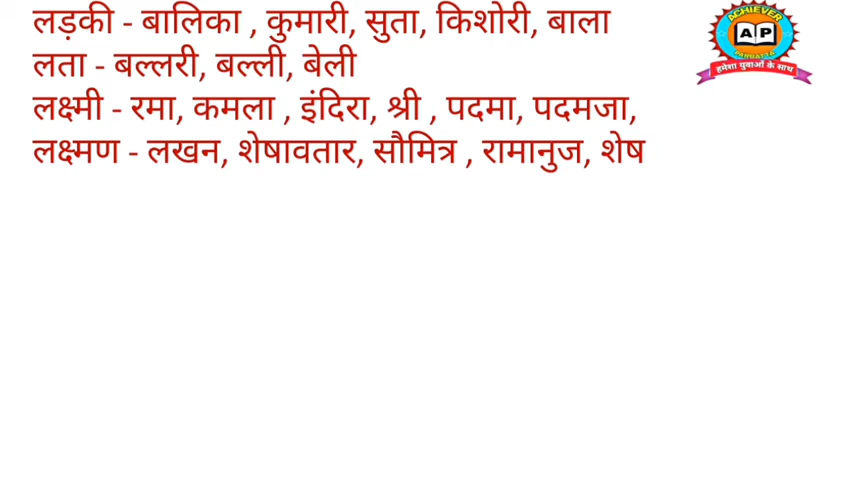 लड़की - बालिका , कुमारी, सुता, किशोरी, बाला
लता - बल्लरी, बल्ली, बेली
लक्ष्मी - रमा, कमला , इंदिरा, श्री , पदमा, पदमजा,
लक्ष्मण - लखन, शेषावतार, सौमित्र , रामानुज, शेष
ACHIEVER
AP
हमेशा युवाओं के साथ